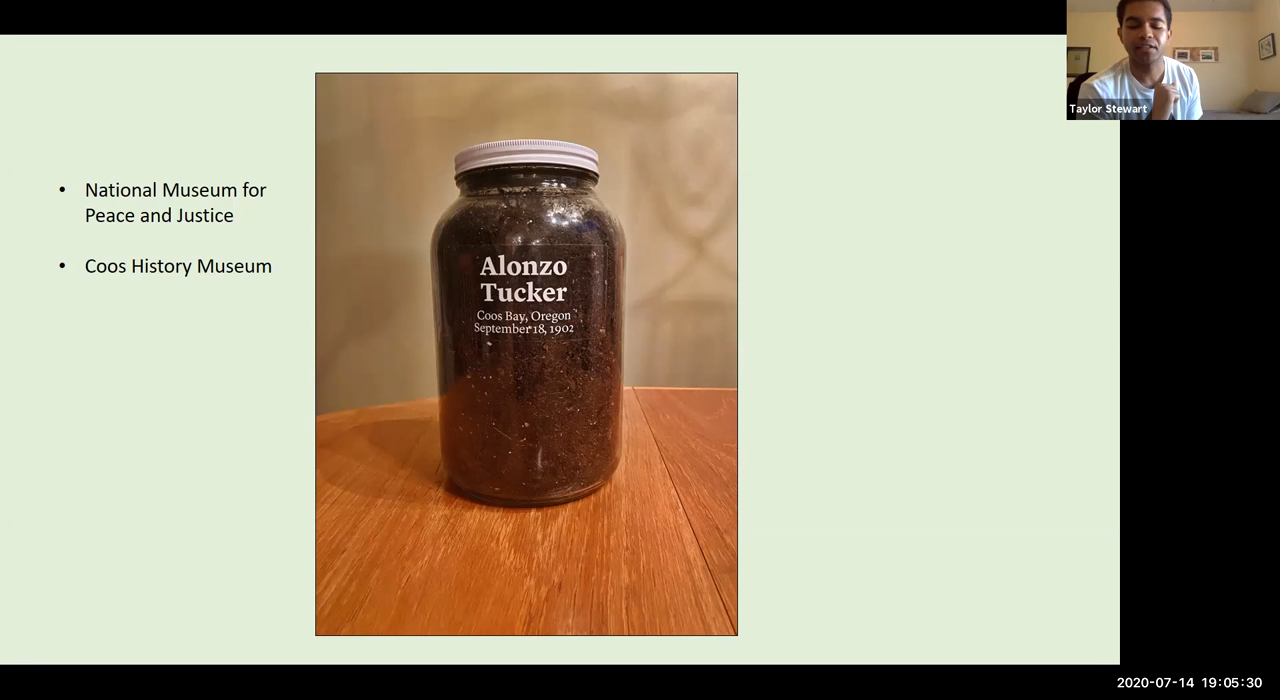 Taylor Stewart
• National Museum for
Peace and Justice
• Coos History Museum
Alonzo
Tucker
Coos Bay, Oregon
September 18, 1902
2020-07-14 19:05:30